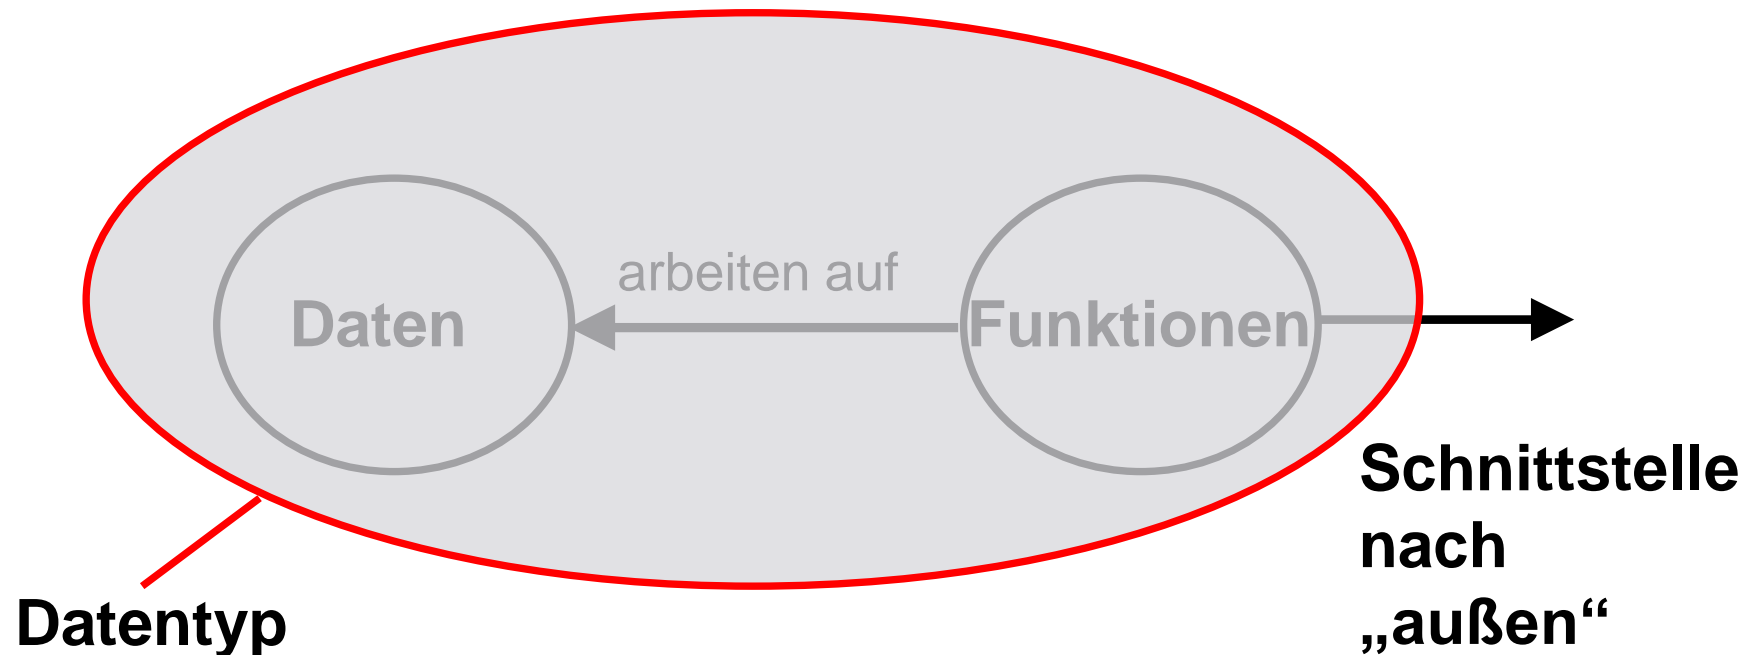 arbeiten auf
Daten
Funktionen
Schnittstelle
nach
„außen“
Datentyp